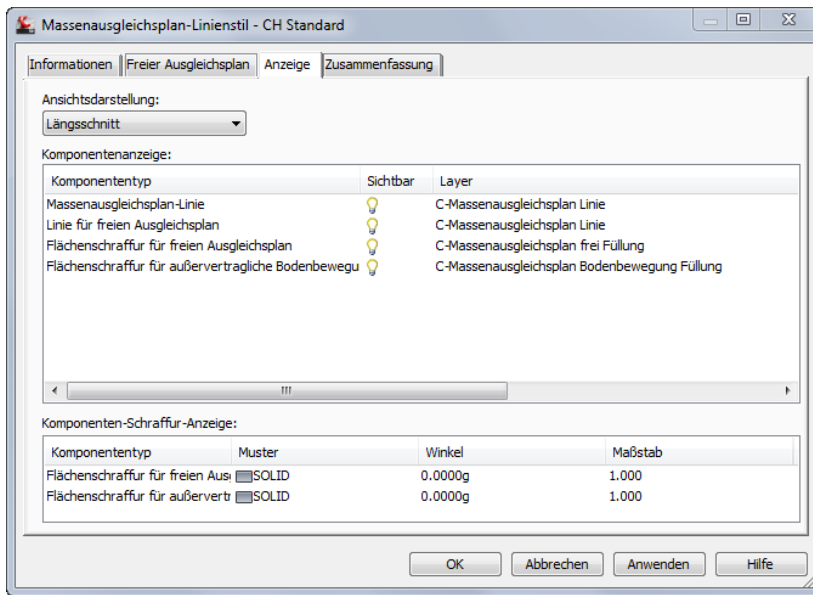 Massenausgleichsplan-Linienstil - CH Standard
Informationen Freier Ausgleichsplan Anzeige Zusammenfassung
Ansichtsdarstellung:
Längsschnitt
Komponentenanzeige:
Komponententyp Sichtbar Layer
Massenausgleichsplan-Linie C-Massenausgleichsplan Linie
Linie für freien Ausgleichsplan C-Massenausgleichsplan Linie
Flächenschraffur für freien Ausgleichsplan C-Massenausgleichsplan frei Füllung
Flächenschraffur für außervertragliche Bodenbewegu C-Massenausgleichsplan Bodenbewegung Füllung
Komponenten-Schraffur-Anzeige:
Komponententyp Muster Winkel Maßstab
Flächenschraffur für freien Ausg SOLID 0.0000g 1.000
Flächenschraffur für außervertr SOLID 0.0000g 1.000
OK Abbrechen Anwenden Hilfe